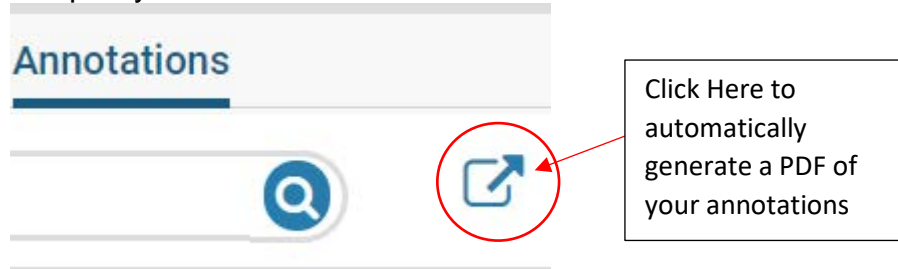 Annotations
Click Here to
automatically
generate a PDF of
your annotations